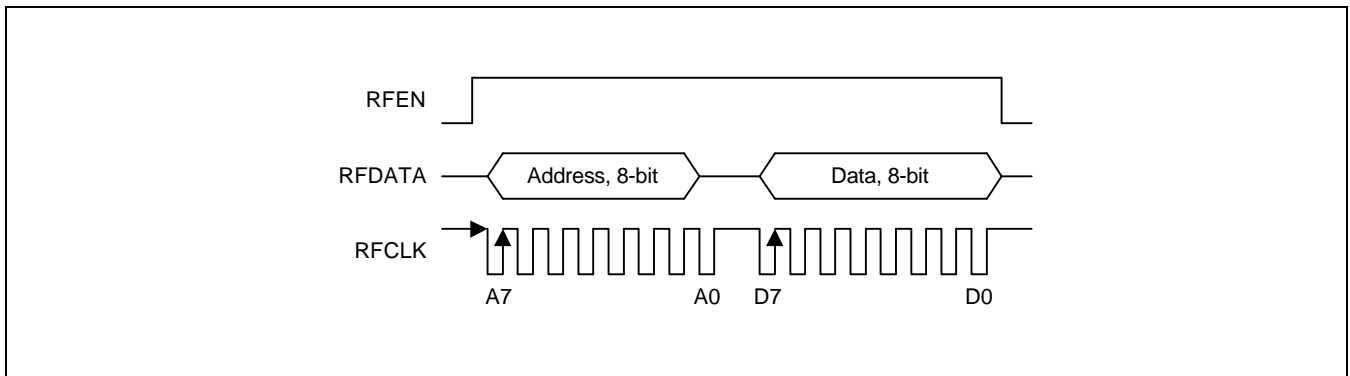 RFEN
RFDATA
Address, 8-bit
Data, 8-bit
RFCLK
A7
A0
D7
D0